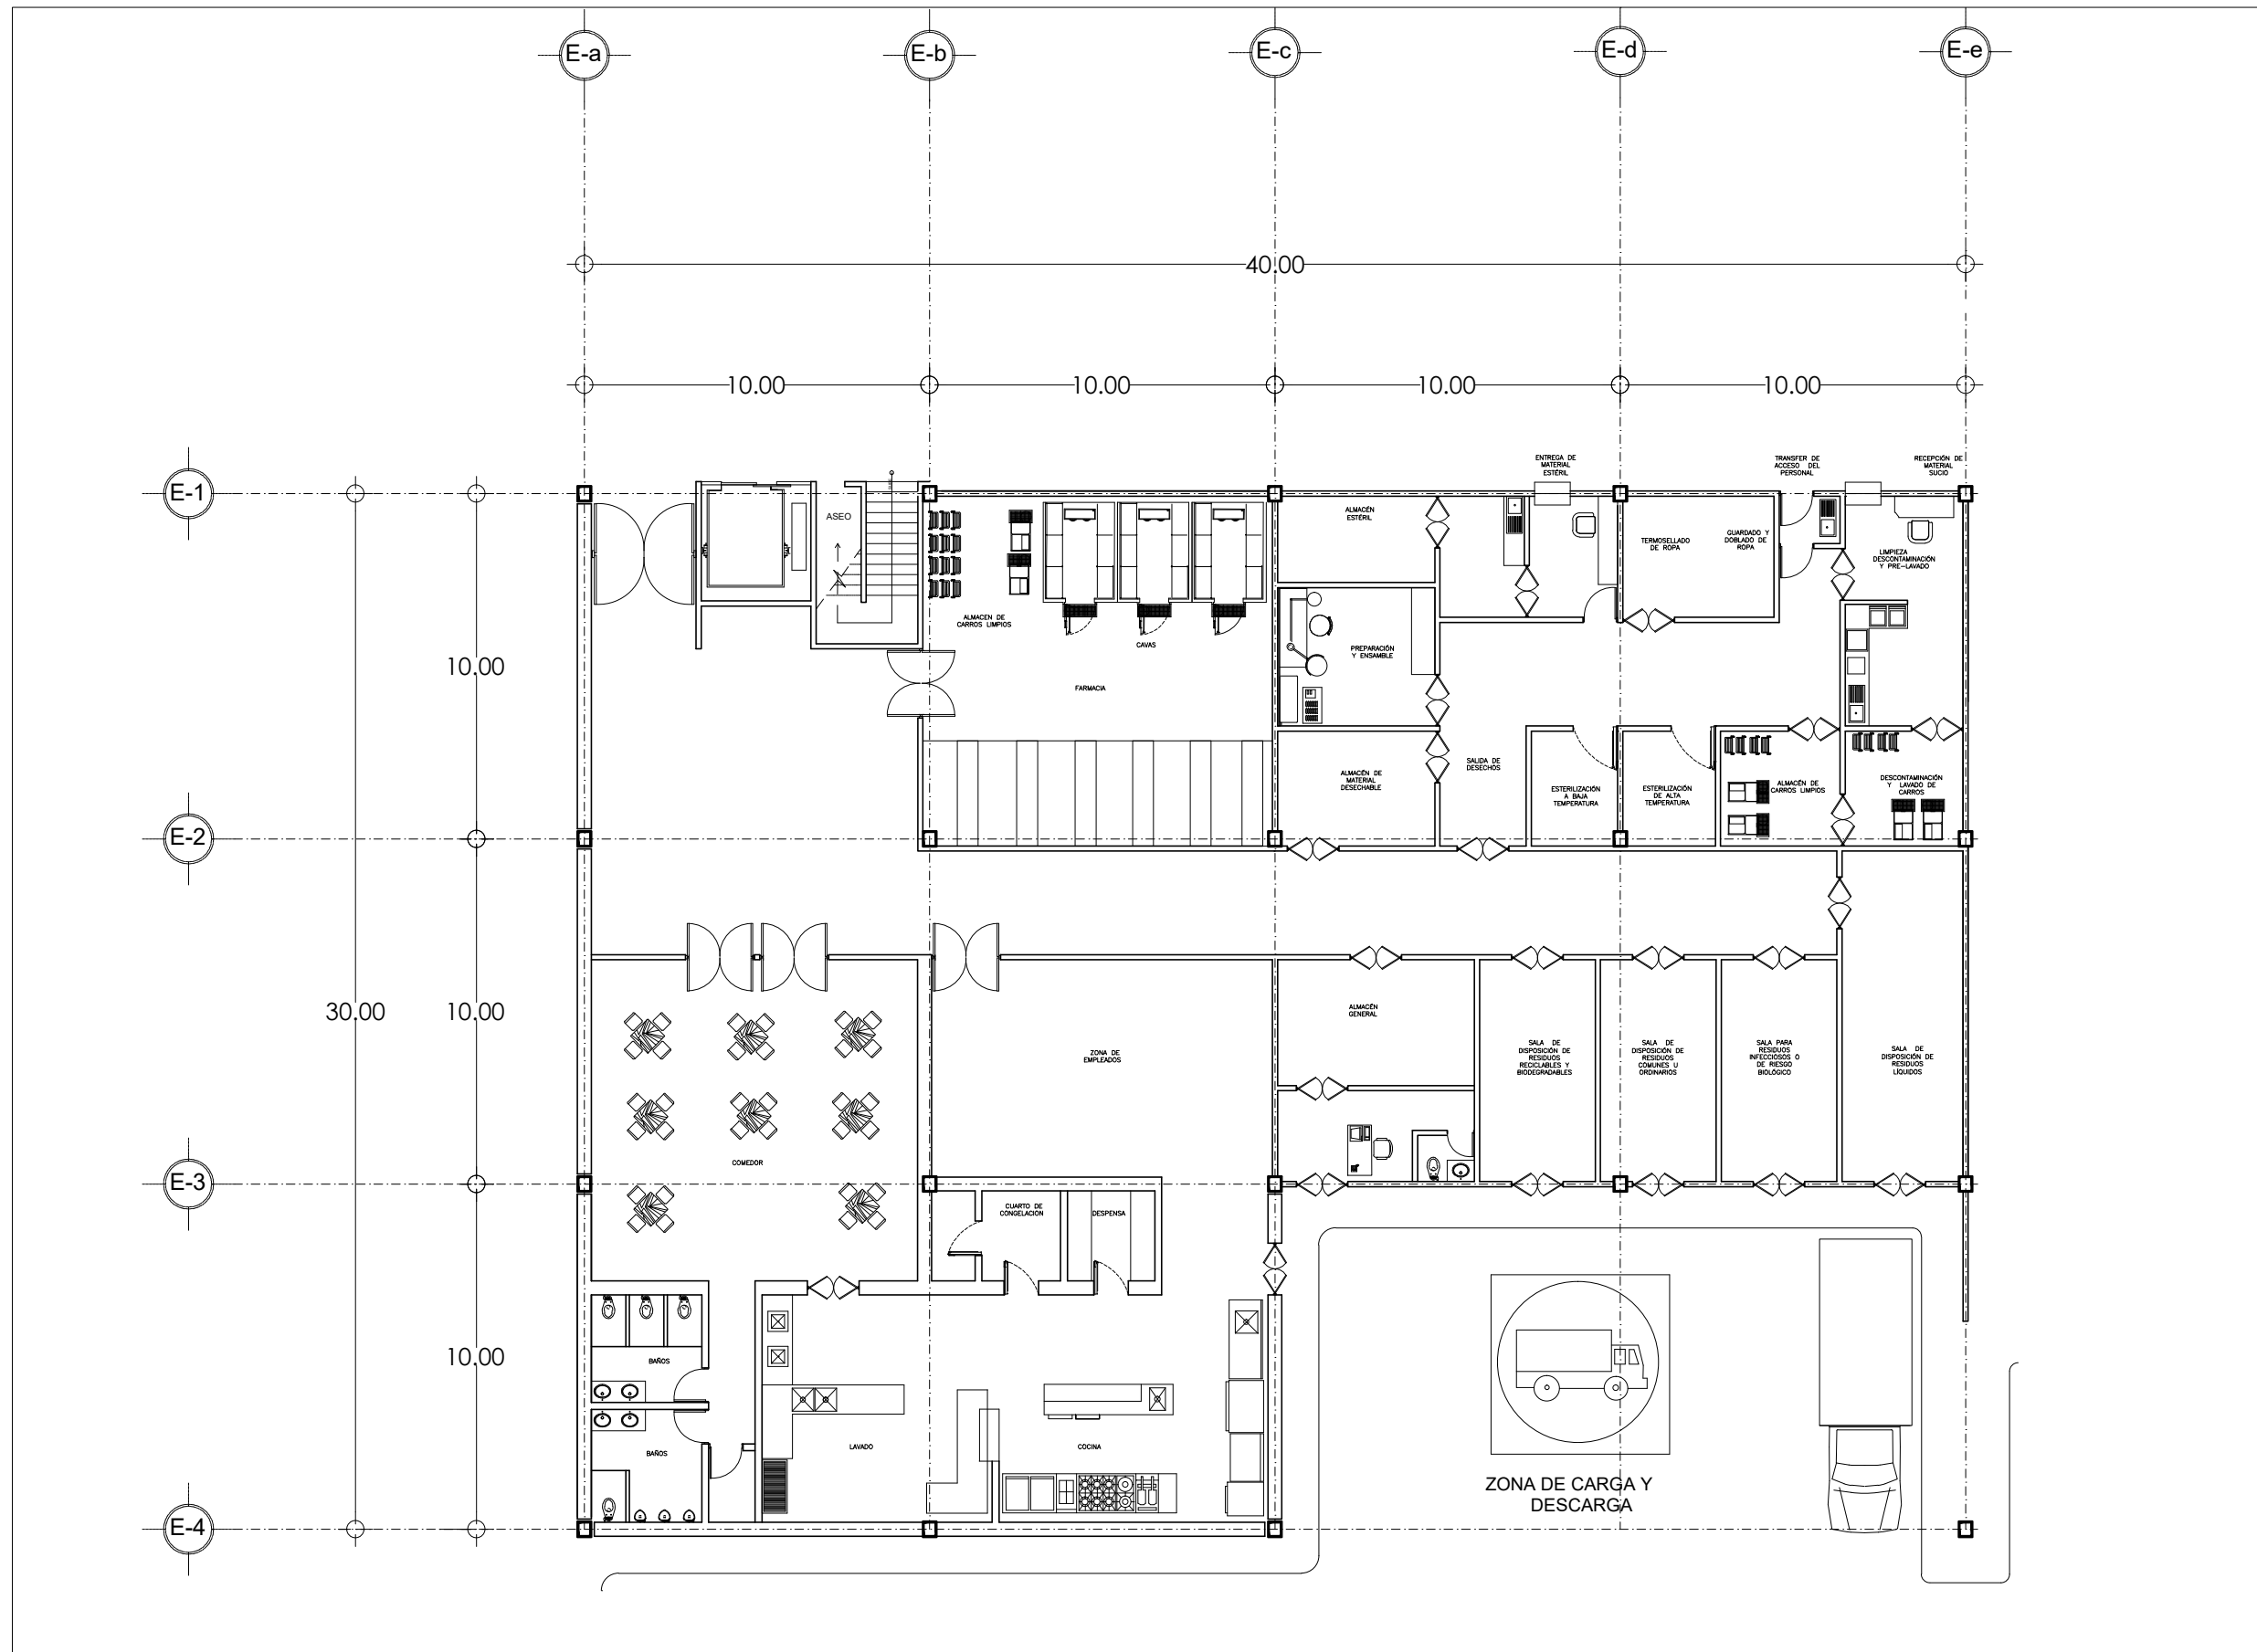 E-a
E-b
E-c
E-d
E-e
40.00
10.00
10.00
10.00
10.00
E-1
E-2
E-3
E-4
30.00
10.00
10.00
10.00
ENTREGA DE
MATERIAL
ESTÉRIL
TRANSFER DE
ACCESO DEL
PERSONAL
RECEPCIÓN DE
MATERIAL
SUCIO
ASEO
ALMACEN DE
CARROS LIMPIOS
CAVAS
FARMACIA
ALMACÉN
ESTÉRIL
TERMOSELLADO
DE ROPA
GUARDADO Y
DOBLADO DE
ROPA
LIMPIEZA
DESCONTAMINACIÓN
Y PRE-LAVADO
PREPARACIÓN
Y ENSAMBLE
ALMACÉN DE
MATERIAL
DESECHABLE
SALIDA DE
DESECHOS
ESTERILIZACIÓN
A BAJA
TEMPERATURA
ESTERILIZACIÓN
DE ALTA
TEMPERATURA
ALMACÉN DE
CARROS LIMPIOS
DESCONTAMINACIÓN
Y LAVADO DE
CARROS
COMEDOR
ZONA DE
EMPLEADOS
ALMACÉN
GENERAL
SALA DE
DISPOSICIÓN DE
RESIDUOS
RECICLABLES Y
BIODEGRADABLES
SALA DE
DISPOSICIÓN DE
RESIDUOS
COMUNES U
ORDINARIOS
SALA PARA
RESIDUOS
INFECCIOSOS O
DE RIESGO
BIOLÓGICO
SALA DE
DISPOSICIÓN DE
RESIDUOS
LÍQUIDOS
CUARTO DE
CONGELACION
DESPENSA
BAÑOS
BAÑOS
LAVADO
COCINA
ZONA DE CARGA Y
DESCARGA